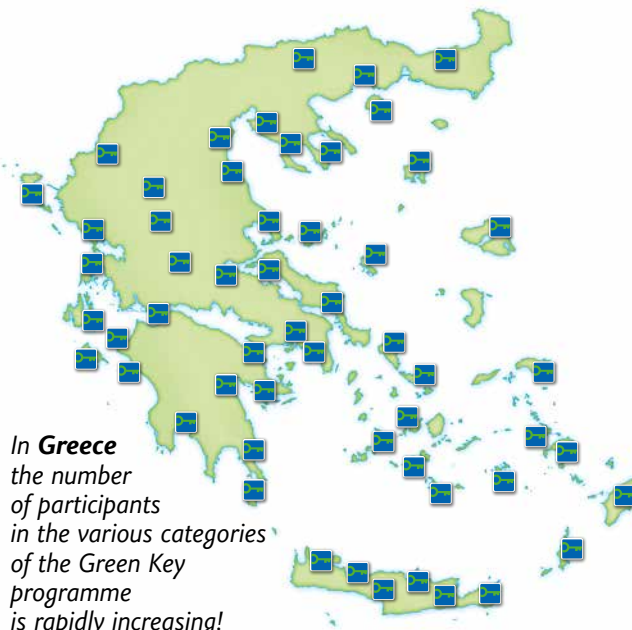 In Greece
the number
of participants
in the various categories
of the Green Key
programme
is rapidly increasing!